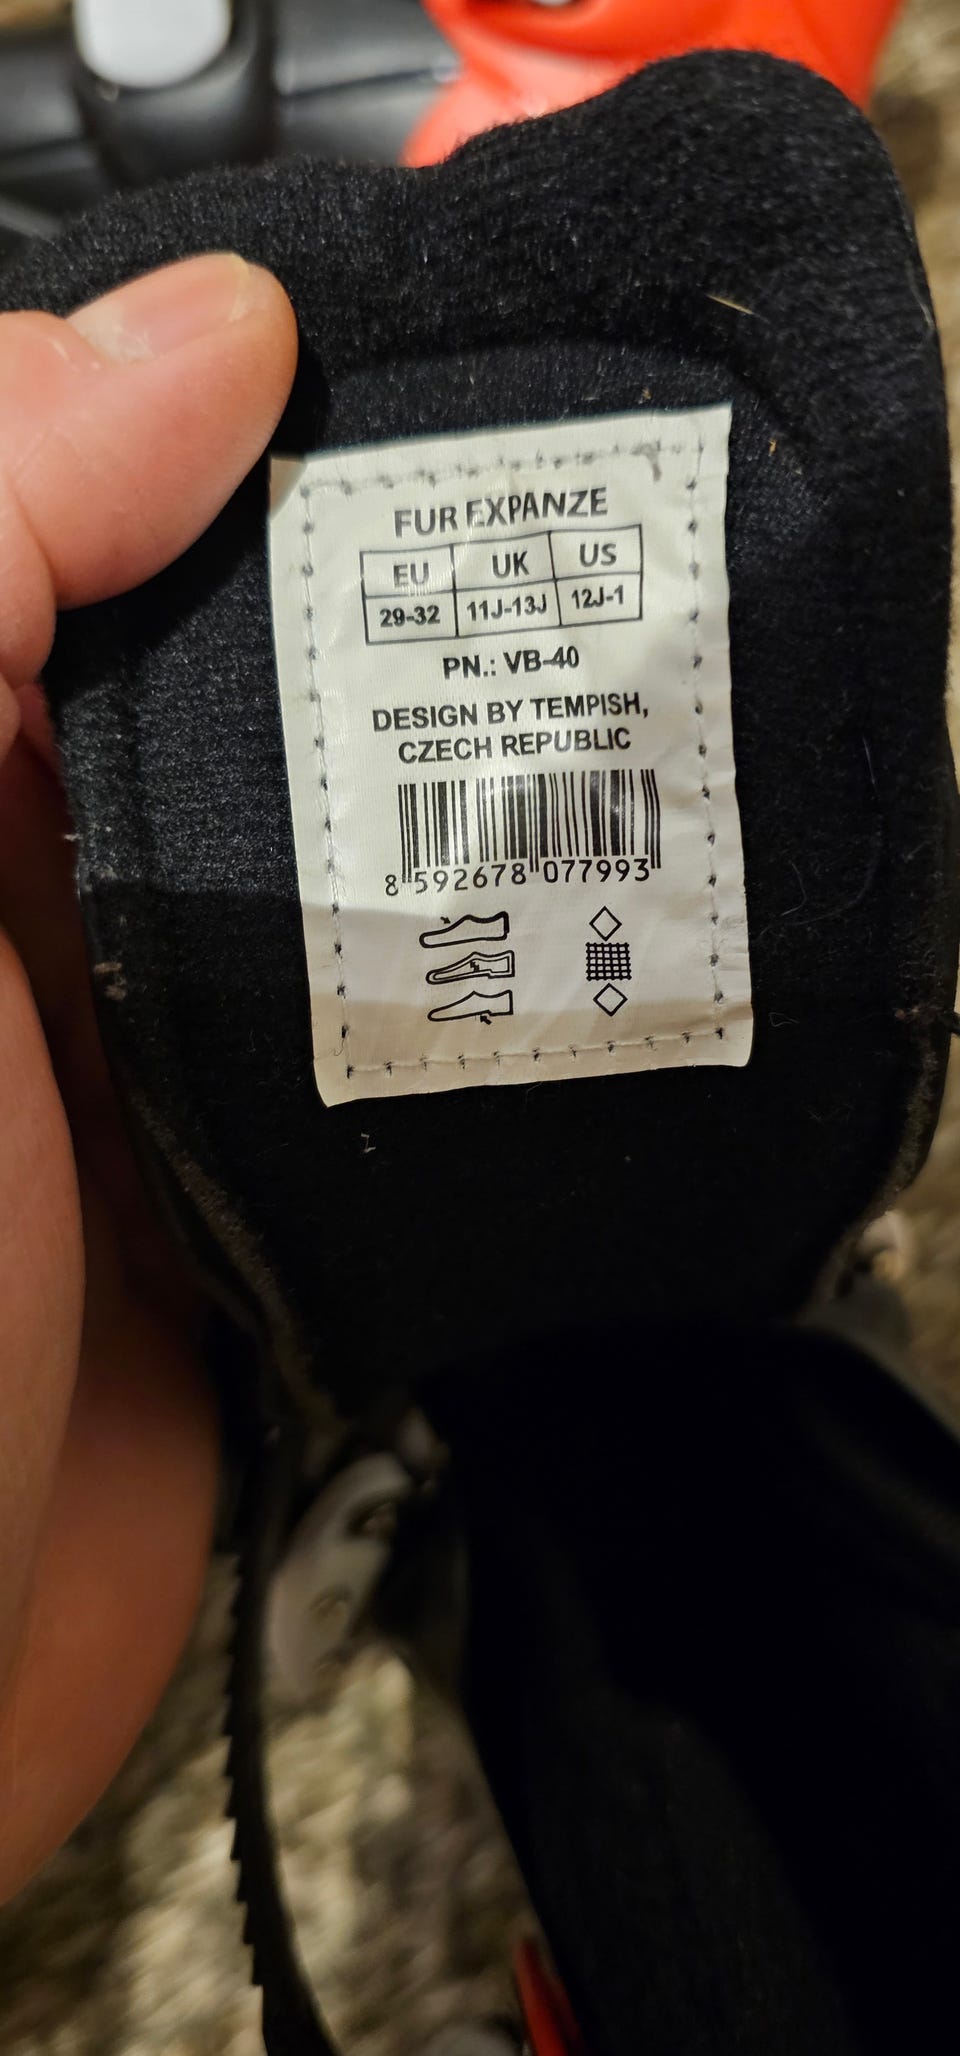 FUR EXPANZE
EU UK US
29-32 11J-13J 12J-1
PN.: VB-40
DESIGN BY TEMPISH,
CZECH REPUBLIC
8 592678 077993